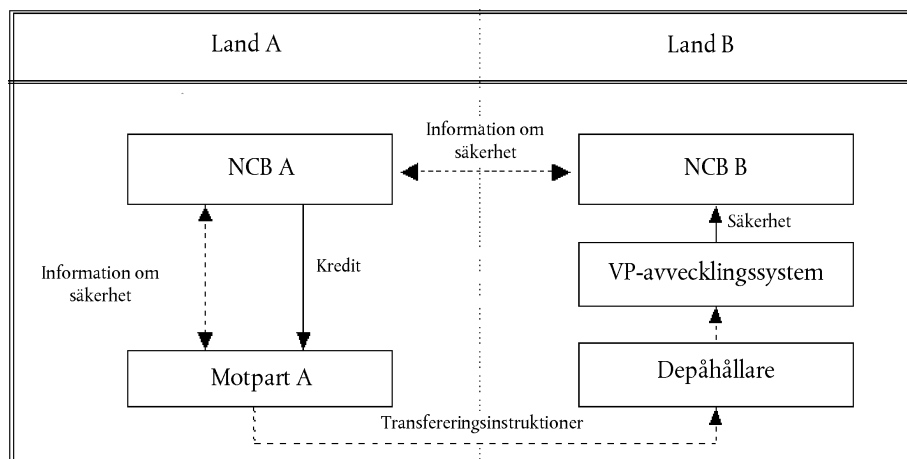 Land A
Land B
Information om
säkerhet
NCB A
NCB B
Säkerhet
Information om
säkerhet
Kredit
VP-avvecklingssystem
Motpart A
Depåhållare
Transfereringsinstruktioner